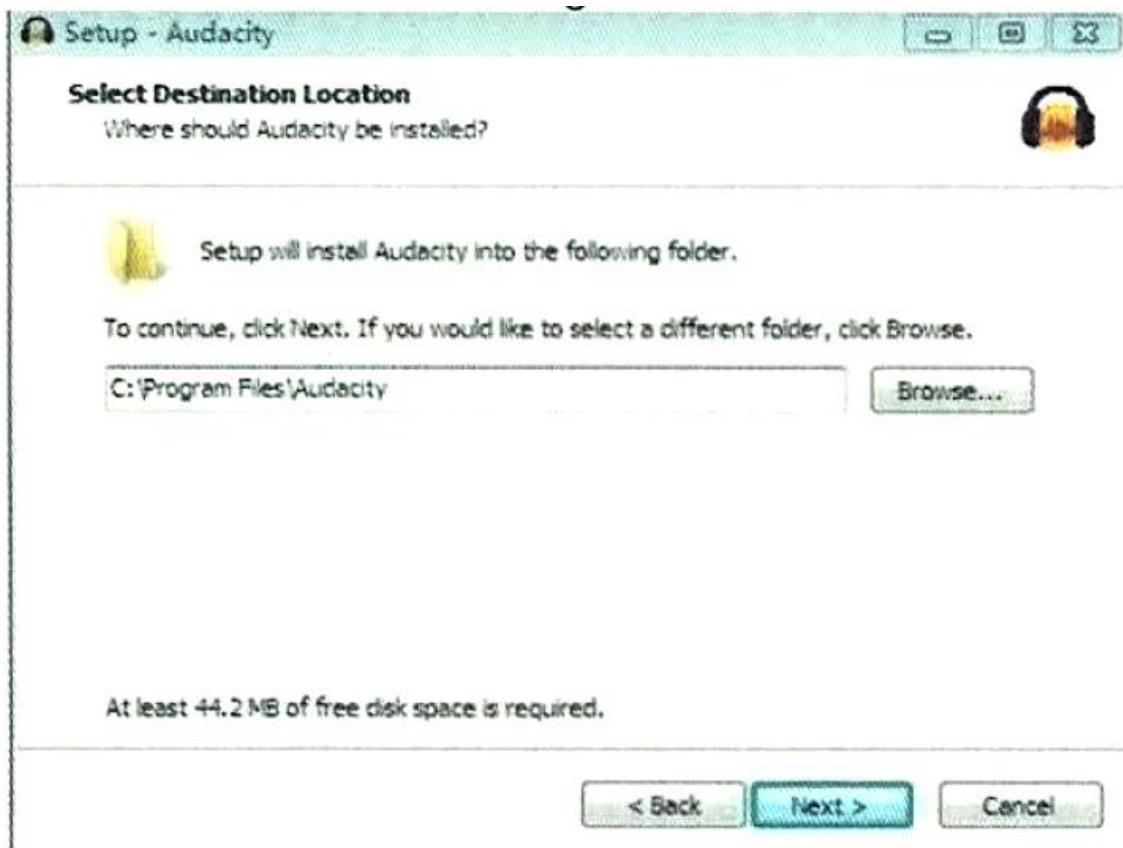 Setup - Audacity
Select Destination Location
Where should Audacity be installed?
Setup will install Audacity into the following folder.
To continue, click Next. If you would like to select a different folder, click Browse.
C:\Program Files\Audacity
Browse...
At least 44.2 MB of free disk space is required.
< Back
Next >
Cancel